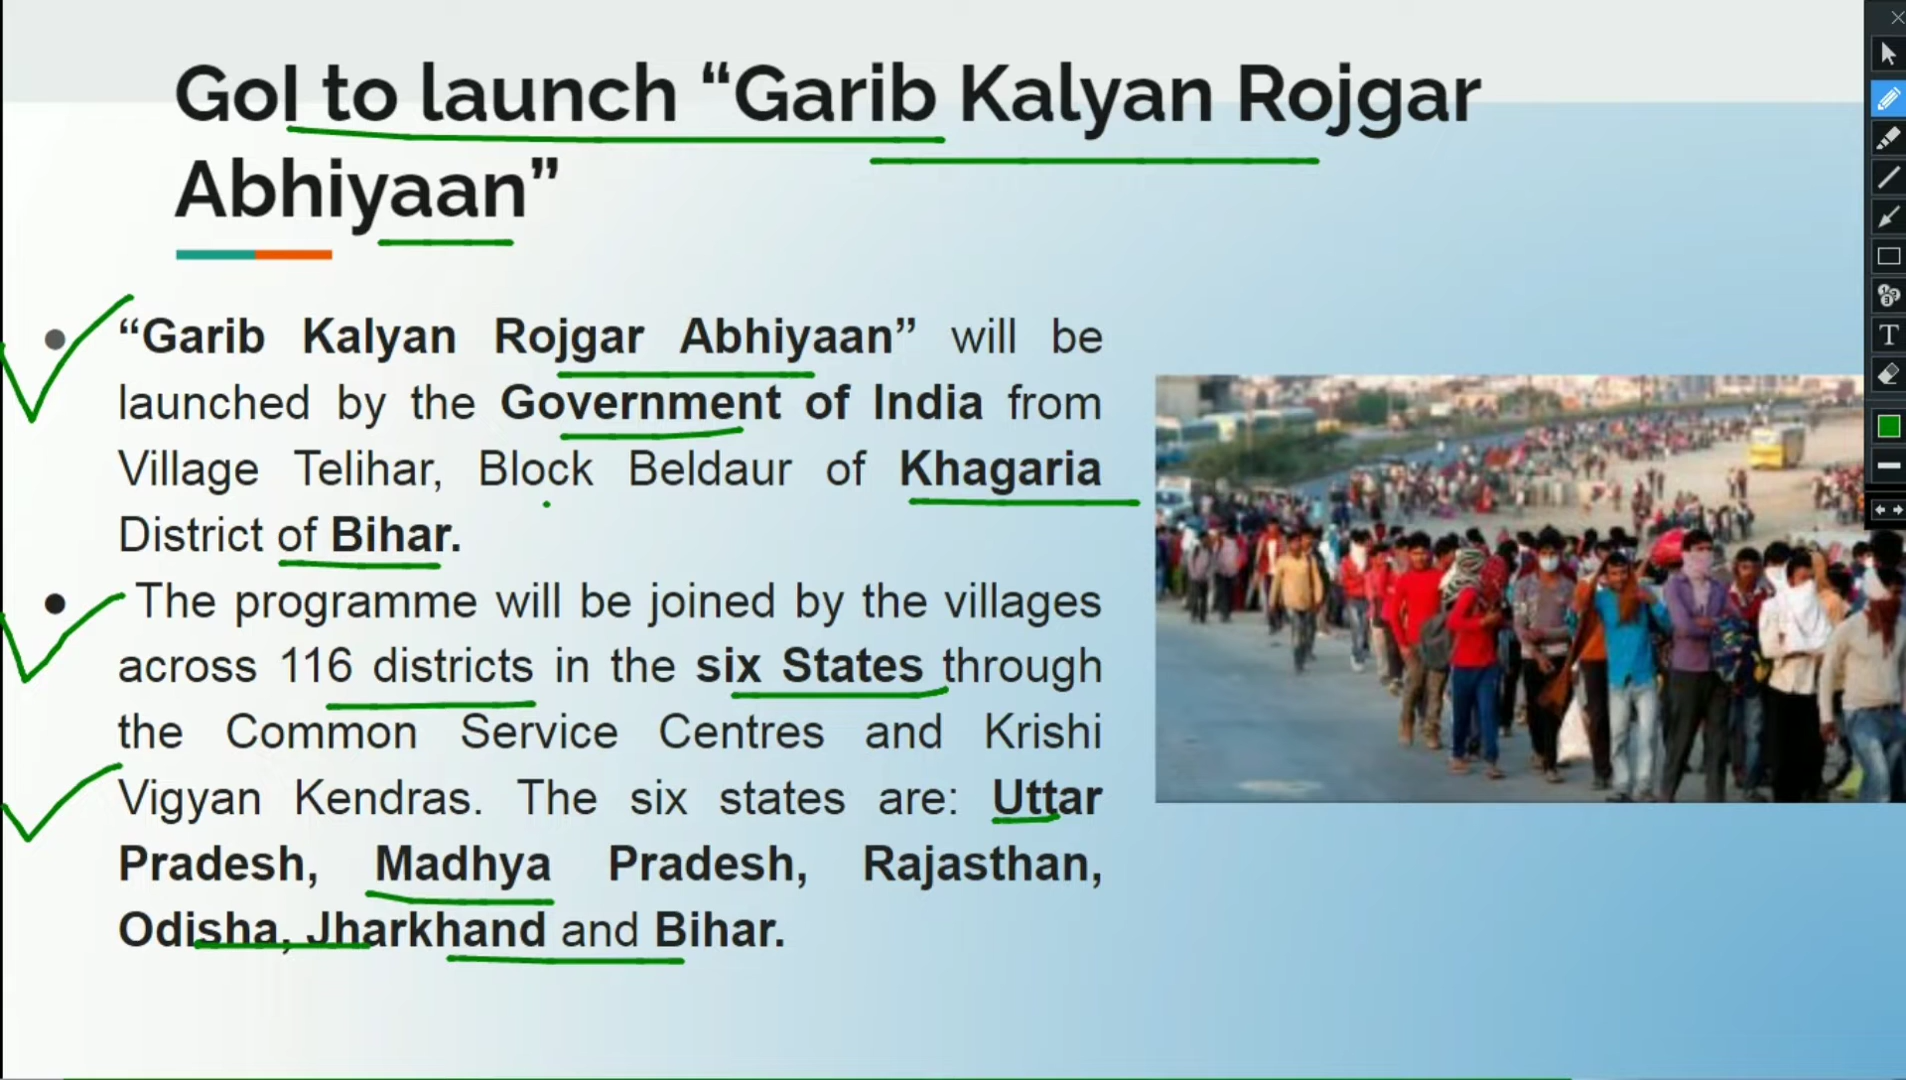 GoI to launch “Garib Kalyan Rojgar
Abhiyaan”
“Garib Kalyan Rojgar Abhiyaan” will be
launched by the Government of India from
Village Telihar, Block Beldaur of Khagaria
District of Bihar.
The programme will be joined by the villages
across 116 districts in the six States through
the Common Service Centres and Krishi
Vigyan Kendras. The six states are: Uttar
Pradesh, Madhya Pradesh, Rajasthan,
Odisha, Jharkhand and Bihar.